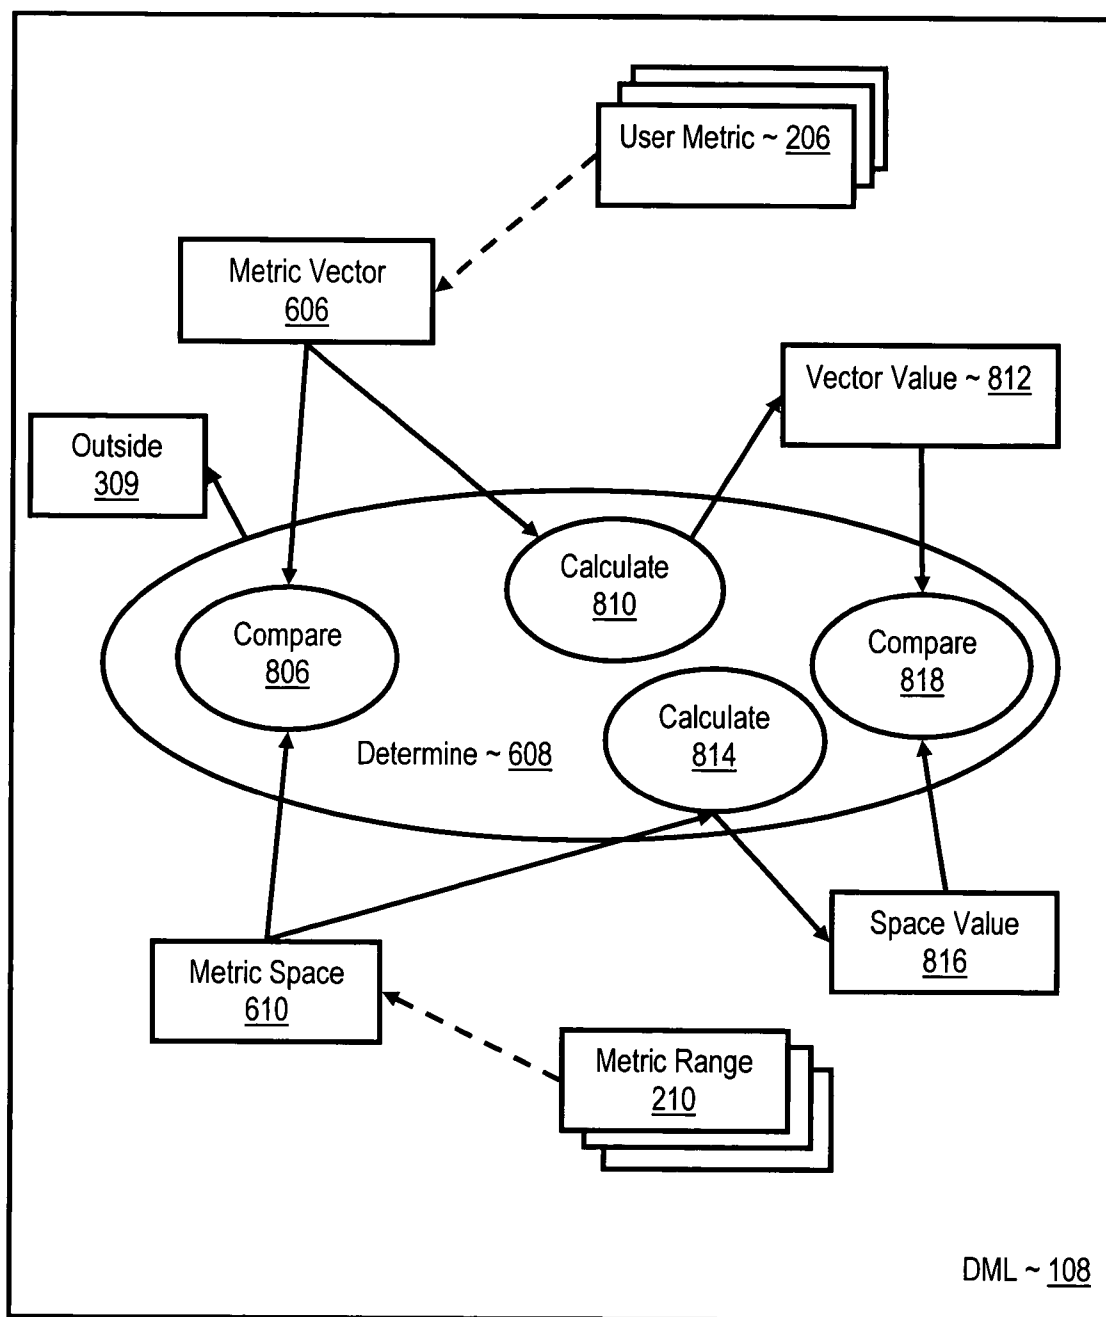 User Metric ~ 206
Metric Vector
606
Vector Value ~ 812
Outside
309
Calculate
810
Compare
806
Compare
818
Calculate
814
Determine ~ 608
Space Value
816
Metric Space
610
Metric Range
210
DML ~ 108